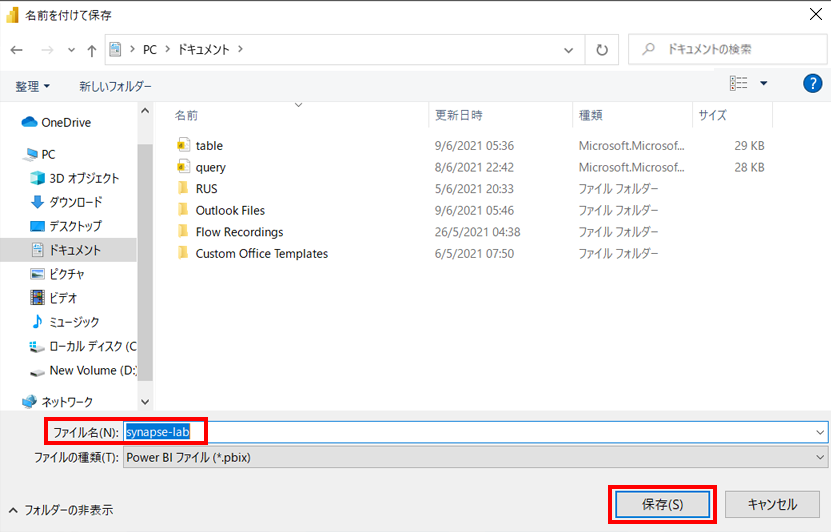 名前を付けて保存
PC ドキュメント
ドキュメントの検索
整理 新しいフォルダー
OneDrive
PC
3D オブジェクト
ダウンロード
デスクトップ
ドキュメント
ピクチャ
ビデオ
ミュージック
ローカル ディスク (C
New Volume (D:
ネットワーク
名前 更新日時 種類 サイズ
table 9/6/2021 05:36 Microsoft.Microsof... 29 KB
query 8/6/2021 22:42 Microsoft.Microsof... 28 KB
RUS 5/6/2021 20:33 ファイル フォルダー
Outlook Files 9/6/2021 05:46 ファイル フォルダー
Flow Recordings 26/5/2021 04:38 ファイル フォルダー
Custom Office Templates 6/5/2021 07:50 ファイル フォルダー
ファイル名(N): synapse-lab
ファイルの種類(T): Power BI ファイル (*.pbix)
フォルダーの非表示
保存(S) キャンセル